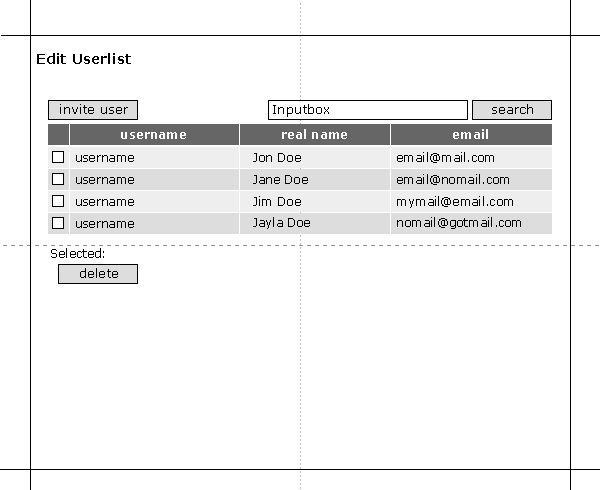 Edit Userlist
invite user Inputbox search
username real name email
username Jon Doe email@mail.com
username Jane Doe email@nomail.com
username Jim Doe mymail@email.com
username Jayla Doe nomail@gotmail.com
Selected:
delete